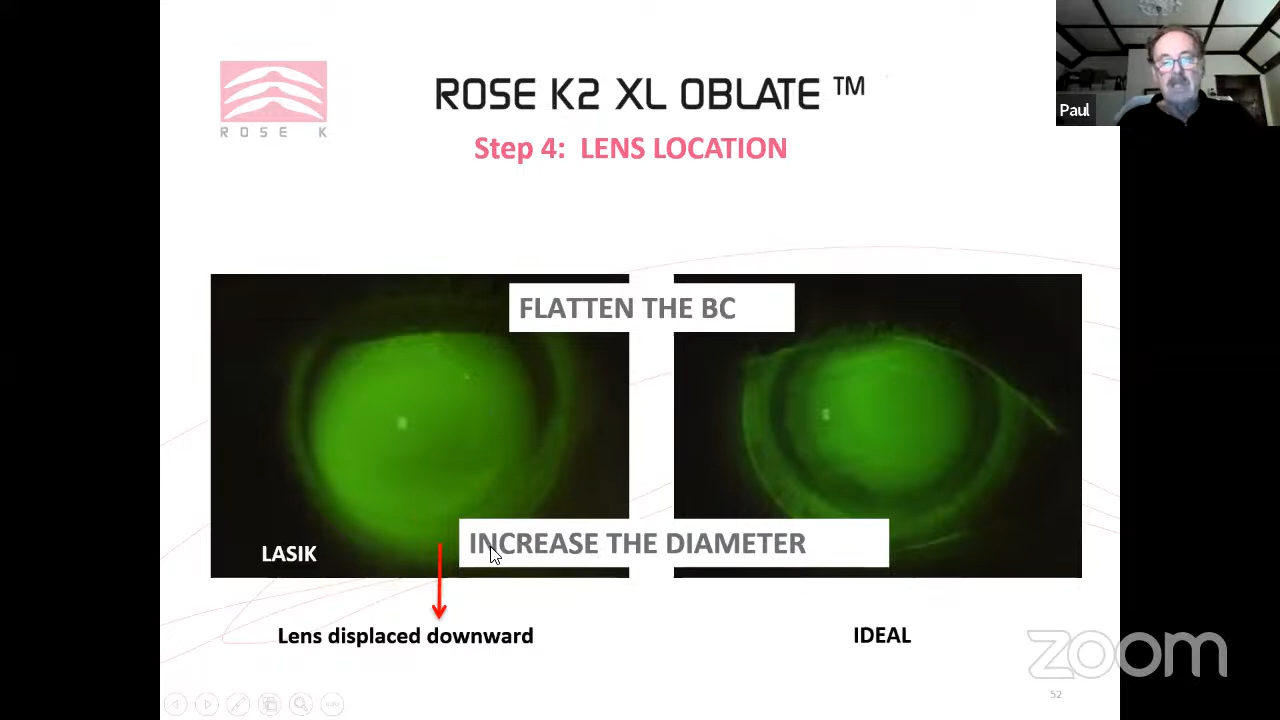 ROSE K
ROSE K2 XL OBLATE ™
Step 4: LENS LOCATION
Paul
FLATTEN THE BC
INCREASE THE DIAMETER
LASIK
Lens displaced downward
IDEAL
zoom
52